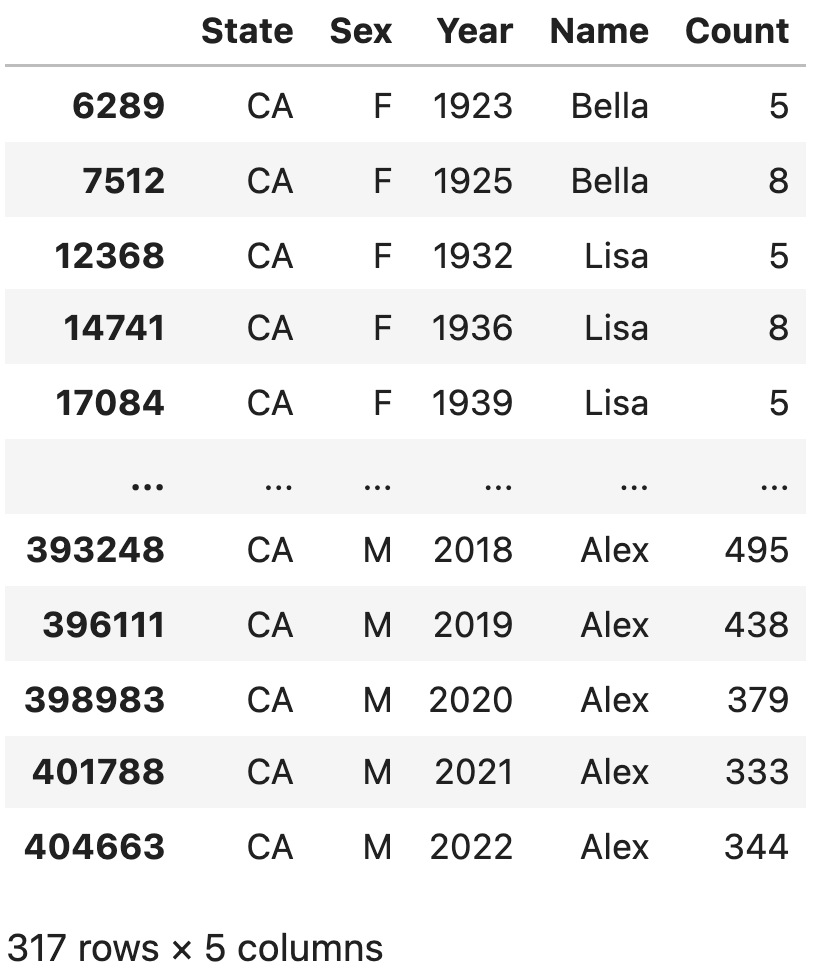 State Sex Year Name Count
6289 CA F 1923 Bella 5
7512 CA F 1925 Bella 8
12368 CA F 1932 Lisa 5
14741 CA F 1936 Lisa 8
17084 CA F 1939 Lisa 5
... ... ... ... ... ...
393248 CA M 2018 Alex 495
396111 CA M 2019 Alex 438
398983 CA M 2020 Alex 379
401788 CA M 2021 Alex 333
404663 CA M 2022 Alex 344
317 rows × 5 columns